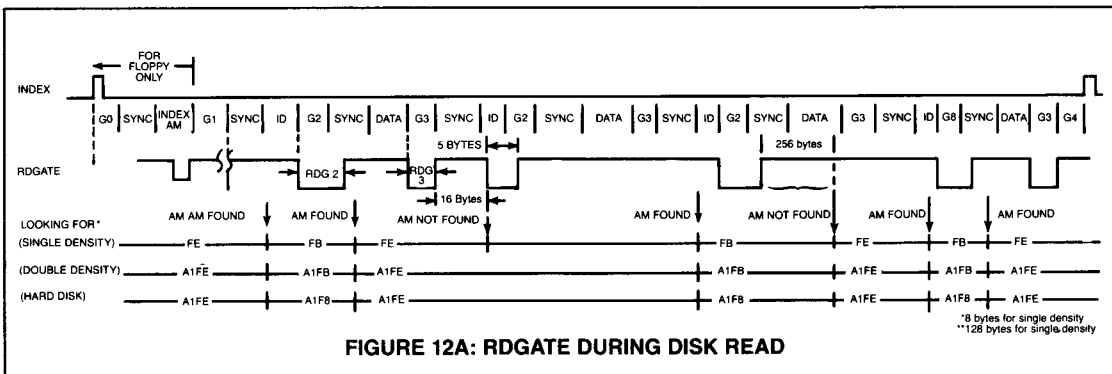 FOR
FLOPPY
ONLY
INDEX
G0 SYNC INDEX AM G1 SYNC ID G2 SYNC DATA G3 SYNC ID G2 SYNC DATA G3 SYNC ID G2 SYNC DATA G3 SYNC ID G8 SYNC DATA G3 G4
5 BYTES
256 bytes
RDGATE
RDG 2
RDG 3
16 Bytes
LOOKING FOR*
AM AM FOUND AM FOUND AM NOT FOUND AM FOUND AM NOT FOUND AM FOUND
(SINGLE DENSITY) FE FB FE FB FE FB FE
(DOUBLE DENSITY) A1FE A1FB A1FE A1FB A1FE A1FB A1FE
(HARD DISK) A1FE A1F8 A1FE A1F8 A1FE A1F8 A1FE
*8 bytes for single density
**128 bytes for single density
FIGURE 12A: RDGATE DURING DISK READ